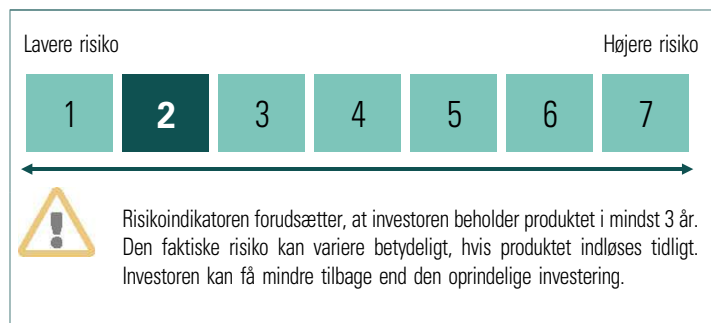 Lavere risiko Højere risiko
1 2 3 4 5 6 7
Risikoindikatoren forudsætter, at investoren beholder produktet i mindst 3 år.
Den faktiske risiko kan variere betydeligt, hvis produktet indløses tidligt.
Investoren kan få mindre tilbage end den oprindelige investering.